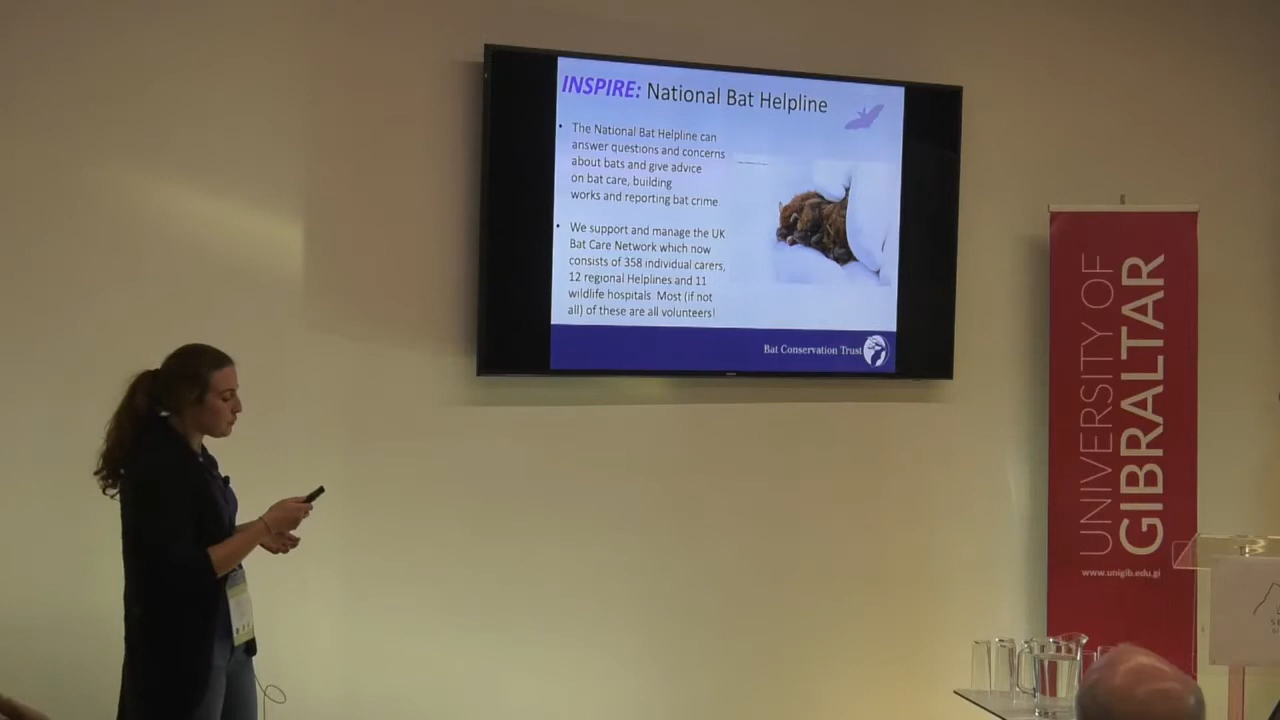 INSPIRE: National Bat Helpline
• The National Bat Helpline can
answer questions and concerns
about bats and give advice
on bat care, building
works and reporting bat crime
• We support and manage the UK
Bat Care Network which now
consists of 358 individual carers,
12 regional Helplines and 11
wildlife hospitals. Most (if not
all) of these are all volunteers!
Bat Conservation Trust
UNIVERSITY OF
GIBRALTAR
www.unigib.edu.gi